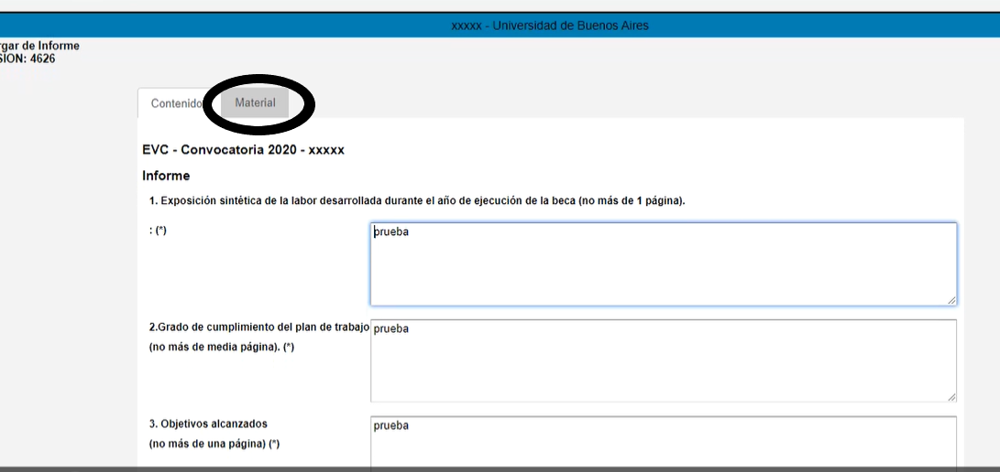 xxxxx - Universidad de Buenos Aires
gar de Informe
SION: 4626
Contenido
Material
EVC - Convocatoria 2020 - xxxxx
Informe
1. Exposición sintética de la labor desarrollada durante el año de ejecución de la beca (no más de 1 página).
: (*)
prueba
2.Grado de cumplimiento del plan de trabajo
(no más de media página). (*)
prueba
3. Objetivos alcanzados
(no más de una página) (*)
prueba